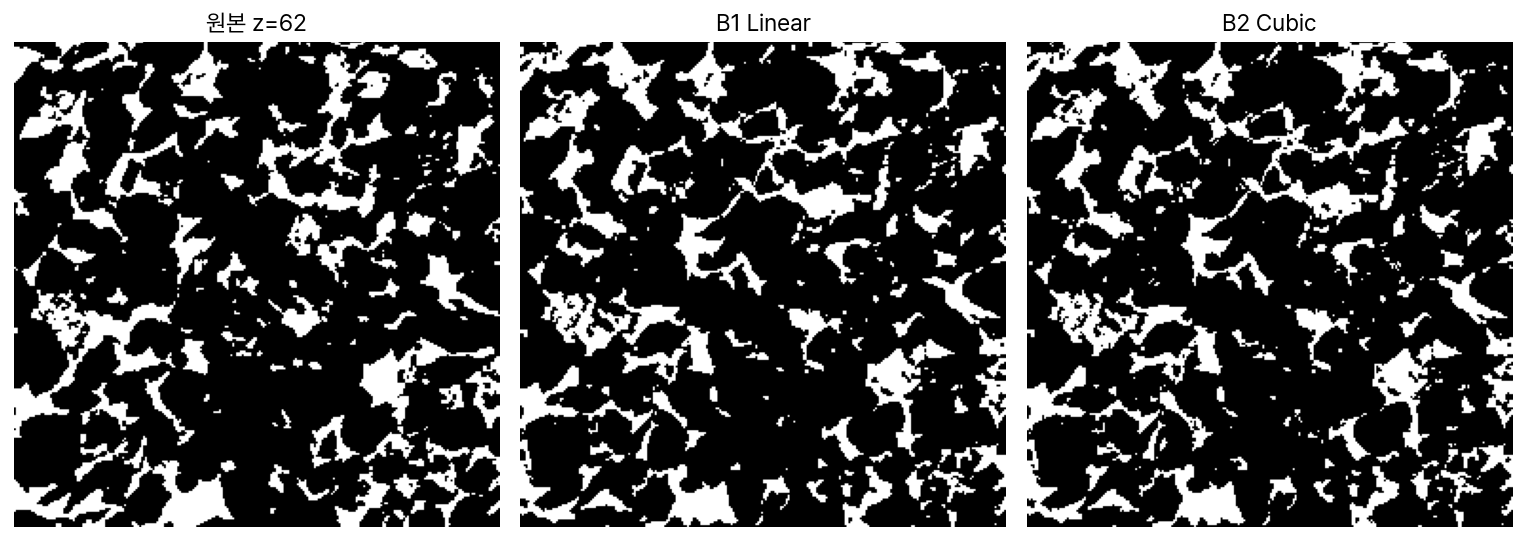 원본 z=62
B1 Linear
B2 Cubic